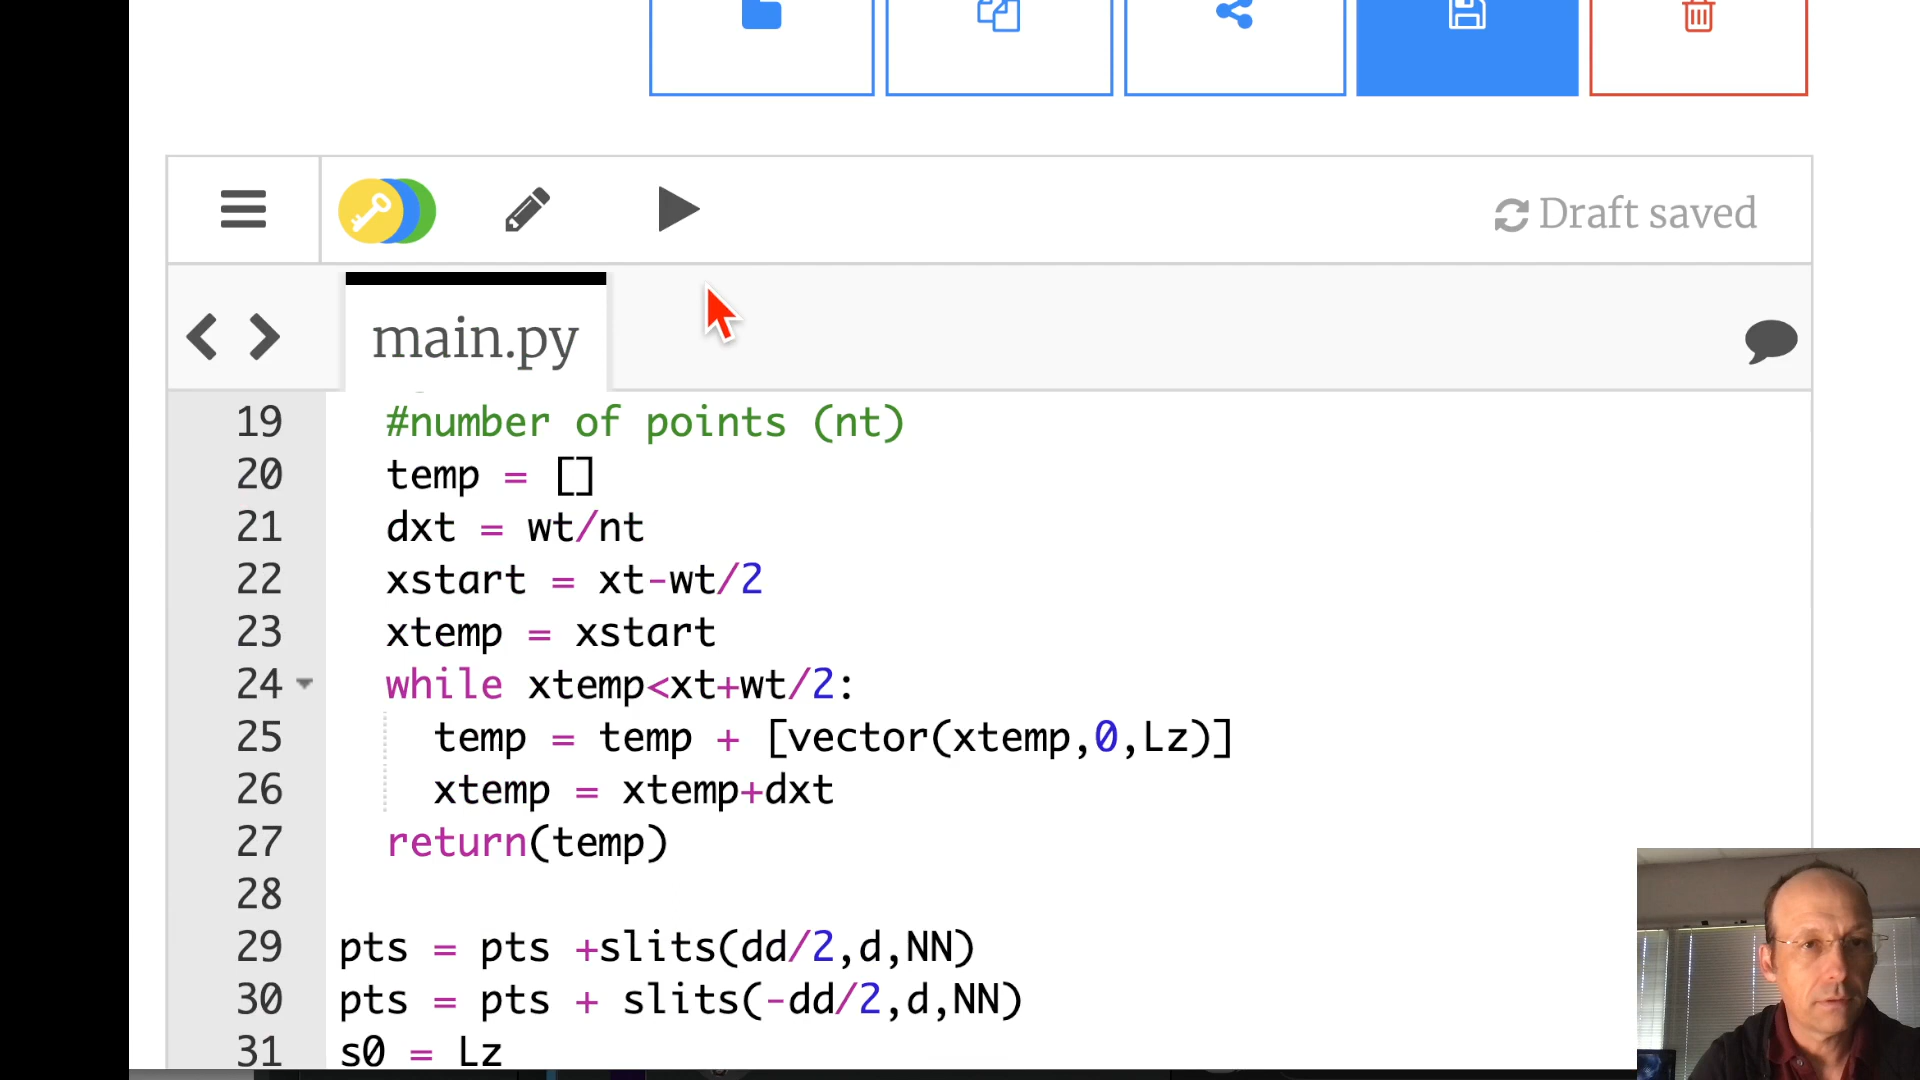 Draft saved
main.py
19 #number of points (nt)
20 temp = []
21 dxt = wt/nt
22 xstart = xt-wt/2
23 xtemp = xstart
24 while xtemp<xt+wt/2:
25 temp = temp + [vector(xtemp,0,Lz)]
26 xtemp = xtemp+dxt
27 return(temp)
28
29 pts = pts +slits(dd/2,d,NN)
30 pts = pts + slits(-dd/2,d,NN)
31 s0 = Lz